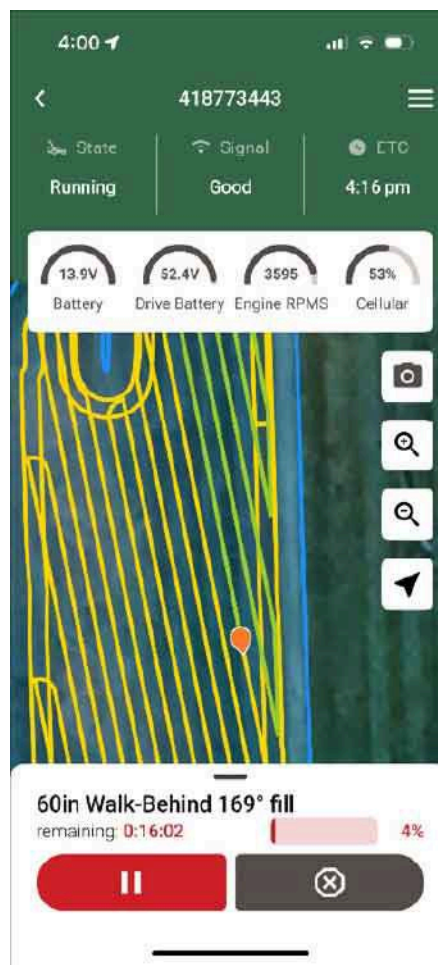 4:00
418773443
State
Signal
ETC
Running
Good
4:16 pm
13.9V
52.4V
3595
53%
Battery
Drive Battery
Engine RPMS
Cellular
60in Walk-Behind 169° fill
remaining: 0:16:02
4%